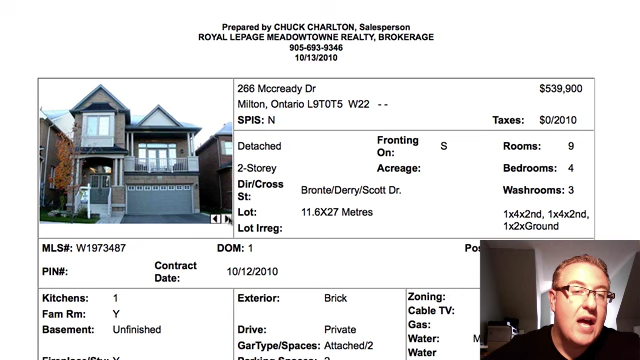 Prepared by CHUCK CHARLTON, Salesperson
ROYAL LEPAGE MEADOWTOWNE REALTY, BROKERAGE
905-693-9346
10/13/2010
266 Mccready Dr $539,900
Milton, Ontario L9T0T5 W22 - -
SPIS: N Taxes: $0/2010
Detached Fronting On: S Rooms: 9
2-Storey Acreage: Bedrooms: 4
Dir/Cross St: Bronte/Derry/Scott Dr. Washrooms: 3
Lot: 11.6X27 Metres 1x4x2nd, 1x4x2nd,
Lot Irreg: 1x2xGround
MLS#: W1973487 DOM: 1
PIN#: Contract Date: 10/12/2010
Kitchens: 1 Exterior: Brick Zoning:
Fam Rm: Y Cable TV:
Basement: Unfinished Drive: Private Gas:
GarType/Spaces: Attached/2 Water:
Water